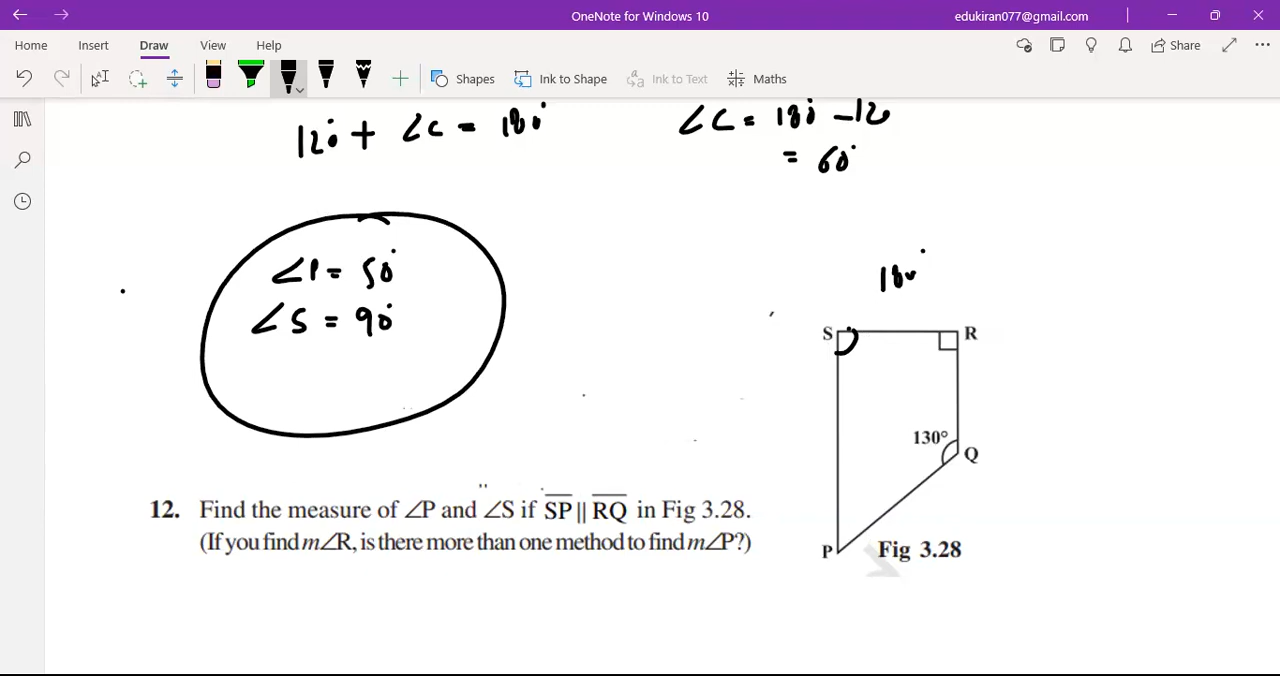 OneNote for Windows 10
edukiran077@gmail.com
Home Insert Draw View Help
Share
Shapes Ink to Shape Ink to Text Maths
120° + ∠C = 180°
∠C = 180° - 120
= 60°
∠P = 50°
∠S = 90°
180°
S R
130°
Q
P
Fig 3.28
12. Find the measure of ∠P and ∠S if SP || RQ in Fig 3.28.
(If you find m∠R, is there more than one method to find m∠P?)